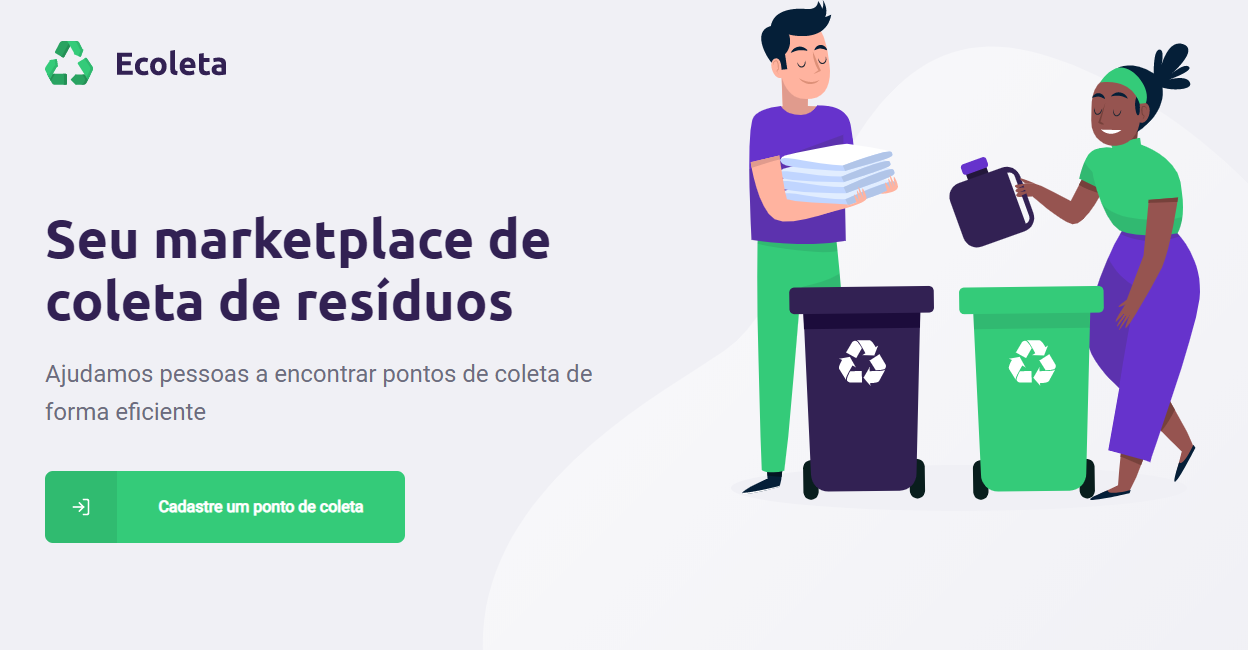 Ecoleta
Seu marketplace de
coleta de resíduos
Ajudamos pessoas a encontrar pontos de coleta de
forma eficiente
Cadastre um ponto de coleta